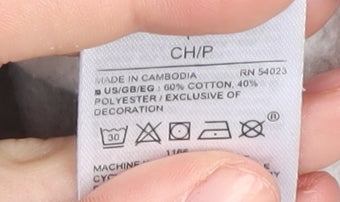 CH/P
MADE IN CAMBODIA RN 54023
US/GB/EG : 60% COTTON, 40%
POLYESTER / EXCLUSIVE OF
DECORATION
30 ®
MACHINE